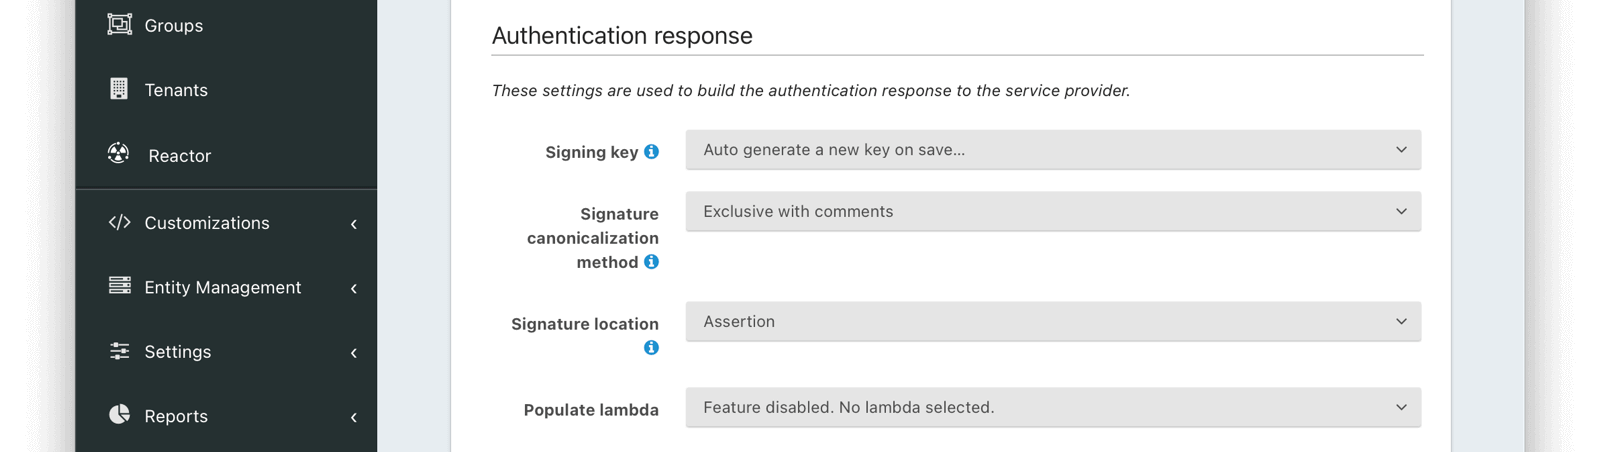 Groups
Tenants
Reactor
Customizations
Entity Management
Settings
Reports
Authentication response
These settings are used to build the authentication response to the service provider.
Signing key
Auto generate a new key on save...
Signature
canonicalization
method
Exclusive with comments
Signature location
Assertion
Populate lambda
Feature disabled. No lambda selected.